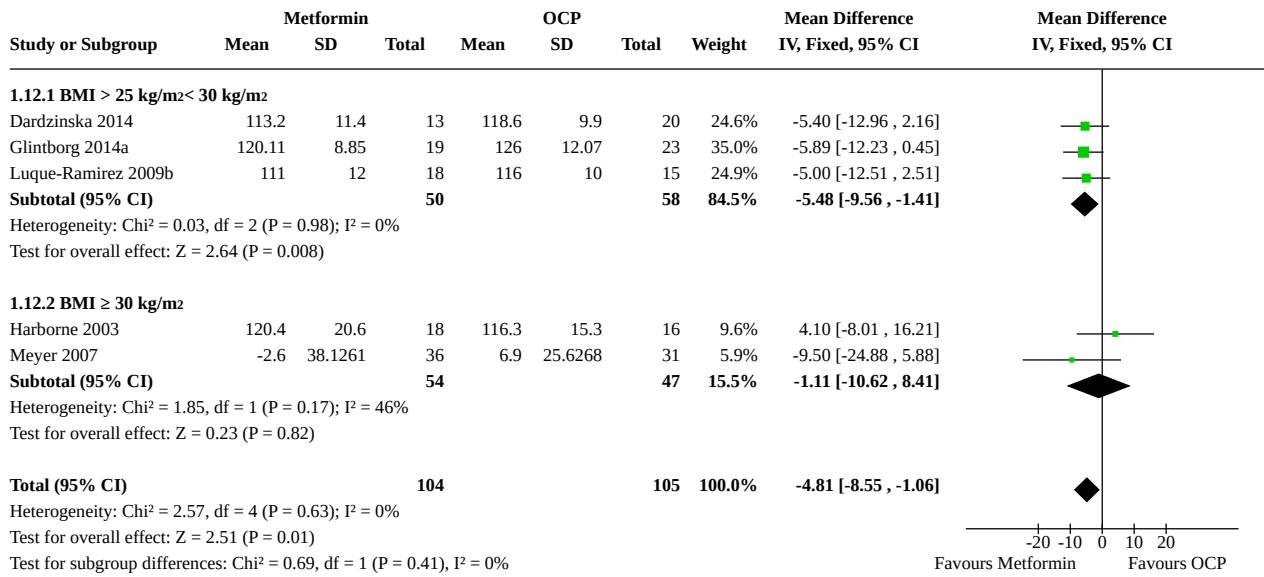 Metformin OCP Mean Difference Mean Difference
Study or Subgroup Mean SD Total Mean SD Total Weight IV, Fixed, 95% CI IV, Fixed, 95% CI
1.12.1 BMI > 25 kg/m2< 30 kg/m2
Dardzinska 2014 113.2 11.4 13 118.6 9.9 20 24.6% -5.40 [-12.96 , 2.16]
Glintborg 2014a 120.11 8.85 19 126 12.07 23 35.0% -5.89 [-12.23 , 0.45]
Luque-Ramirez 2009b 111 12 18 116 10 15 24.9% -5.00 [-12.51 , 2.51]
Subtotal (95% CI) 50 58 84.5% -5.48 [-9.56 , -1.41]
Heterogeneity: Chi² = 0.03, df = 2 (P = 0.98); I² = 0%
Test for overall effect: Z = 2.64 (P = 0.008)
1.12.2 BMI ≥ 30 kg/m2
Harborne 2003 120.4 20.6 18 116.3 15.3 16 9.6% 4.10 [-8.01 , 16.21]
Meyer 2007 -2.6 38.1261 36 6.9 25.6268 31 5.9% -9.50 [-24.88 , 5.88]
Subtotal (95% CI) 54 47 15.5% -1.11 [-10.62 , 8.41]
Heterogeneity: Chi² = 1.85, df = 1 (P = 0.17); I² = 46%
Test for overall effect: Z = 0.23 (P = 0.82)
Total (95% CI) 104 105 100.0% -4.81 [-8.55 , -1.06]
Heterogeneity: Chi² = 2.57, df = 4 (P = 0.63); I² = 0%
Test for overall effect: Z = 2.51 (P = 0.01)
-20 -10 0 10 20
Test for subgroup differences: Chi² = 0.69, df = 1 (P = 0.41), I² = 0% Favours Metformin Favours OCP